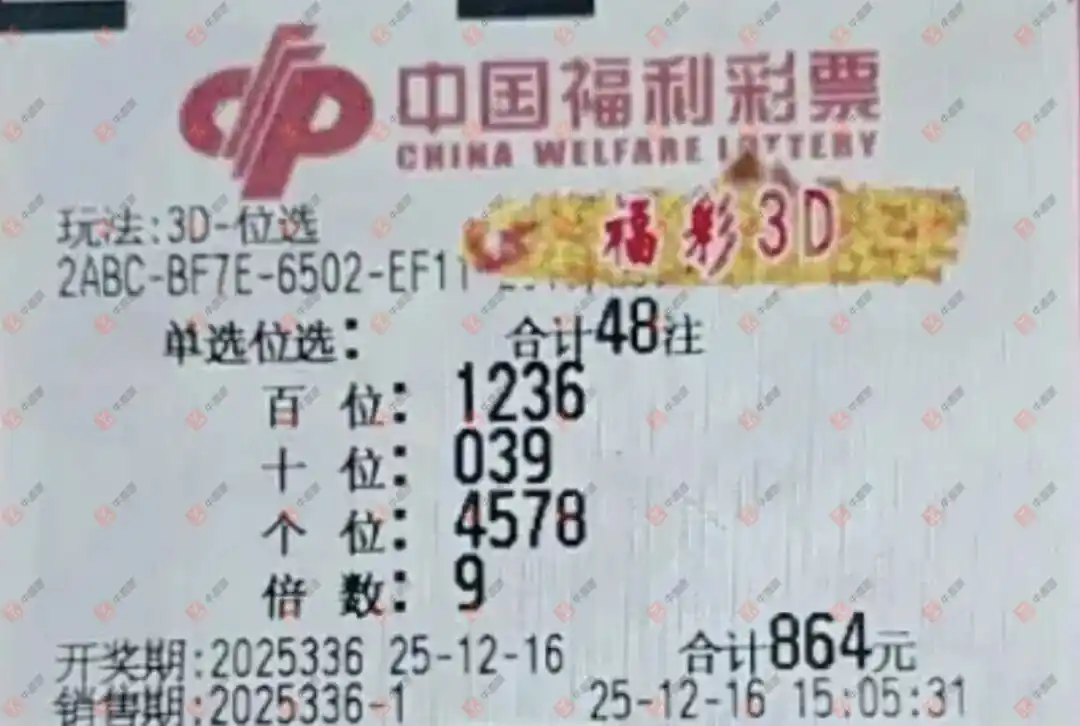 中国福利彩票
CHINA WELFARE LOTTERY
福彩3D
玩法:3D-位选
2ABC-BF7E-6502-EF11
单选位选: 合计48注
百 位: 1236
十 位: 039
个 位: 4578
倍 数: 9
开奖期:2025336 25-12-16 合计864元
销售期:2025336-1 25-12-16 15:05:31